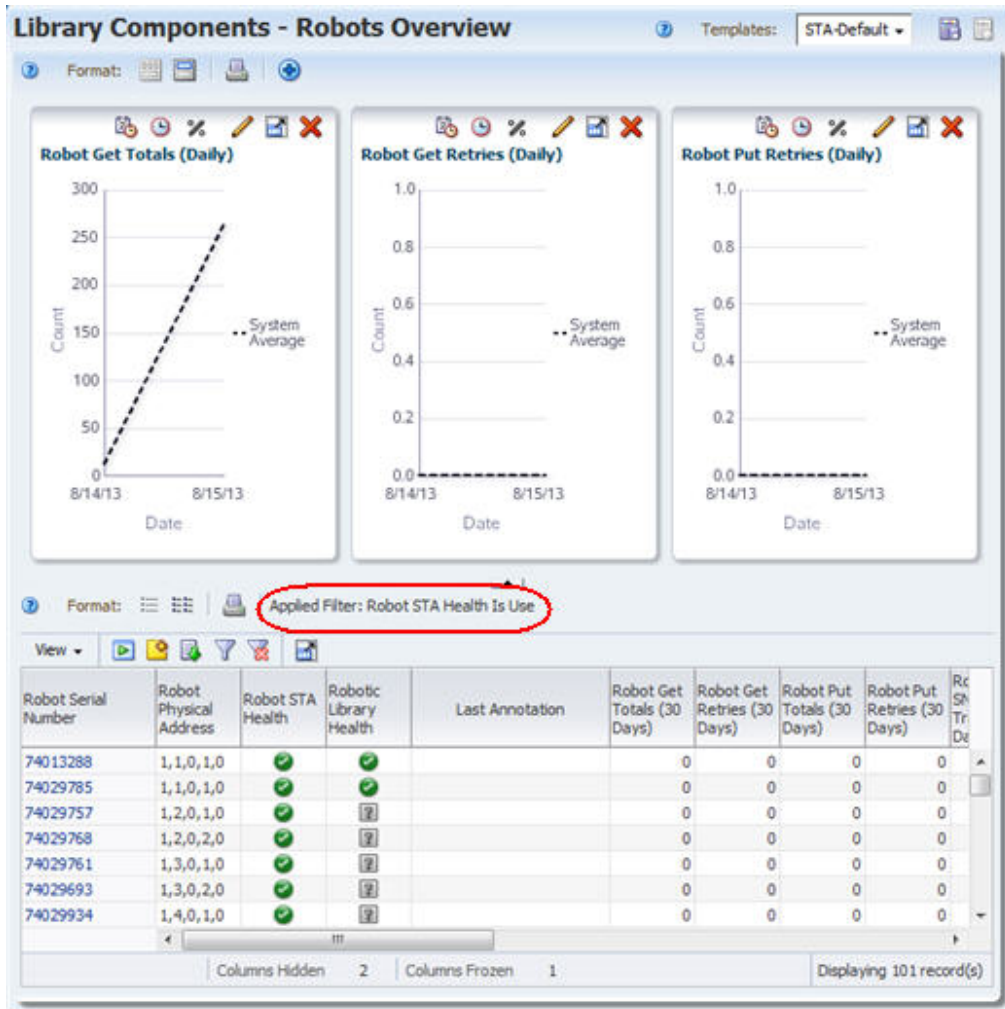 Library Components - Robots Overview
Templates: STA-Default
Format:
Robot Get Totals (Daily)
300
250
200
150
100
50
0
Count
8/14/13 8/15/13
Date
System
Average
Robot Get Retries (Daily)
1.0
0.8
0.6
0.4
0.2
0.0
Count
8/14/13 8/15/13
Date
System
Average
Robot Put Retries (Daily)
1.0
0.8
0.6
0.4
0.2
0.0
Count
8/14/13 8/15/13
Date
System
Average
Format: Applied Filter: Robot STA Health Is Use
View
Robot Serial Number Robot Physical Address Robot STA Health Robotic Library Health Last Annotation Robot Get Totals (30 Days) Robot Get Retries (30 Days) Robot Put Totals (30 Days) Robot Put Retries (30 Days)
74013288 1,1,0,1,0 0 0 0 0
74029785 1,1,0,1,0 0 0 0 0
74029757 1,2,0,1,0 ? 0 0 0 0
74029768 1,2,0,2,0 ? 0 0 0 0
74029761 1,3,0,1,0 ? 0 0 0 0
74029693 1,3,0,2,0 ? 0 0 0 0
74029934 1,4,0,1,0 ? 0 0 0 0
Columns Hidden 2 Columns Frozen 1 Displaying 101 record(s)